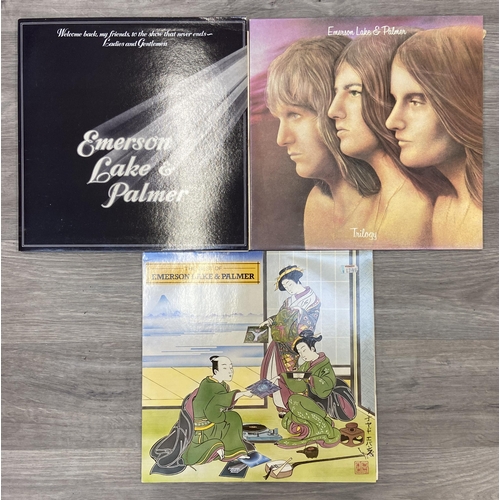 Welcome back, my friends, to the show that never ends~
Ladies and Gentlemen
Emerson
Lake &
Palmer
Emerson Lake & Palmer
Trilogy
OF
EMERSON LAKE & PALMER